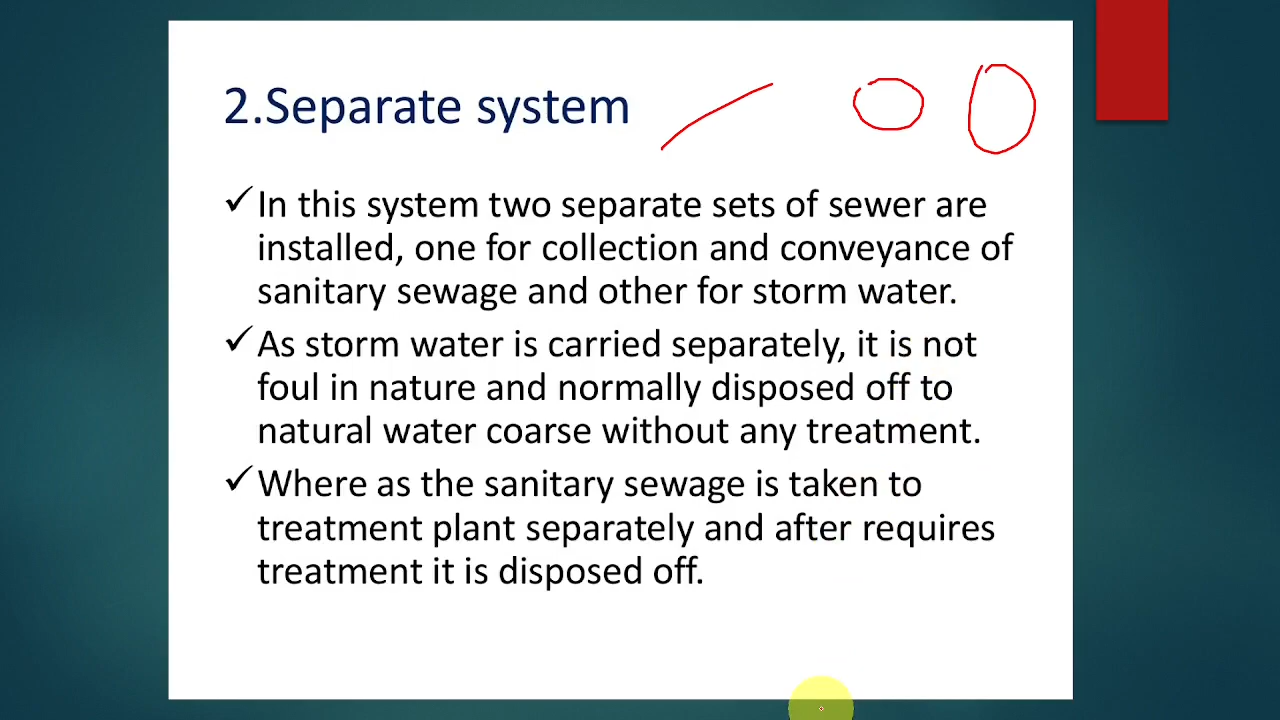 2.Separate system
✓In this system two separate sets of sewer are
installed, one for collection and conveyance of
sanitary sewage and other for storm water.
✓As storm water is carried separately, it is not
foul in nature and normally disposed off to
natural water coarse without any treatment.
✓Where as the sanitary sewage is taken to
treatment plant separately and after requires
treatment it is disposed off.